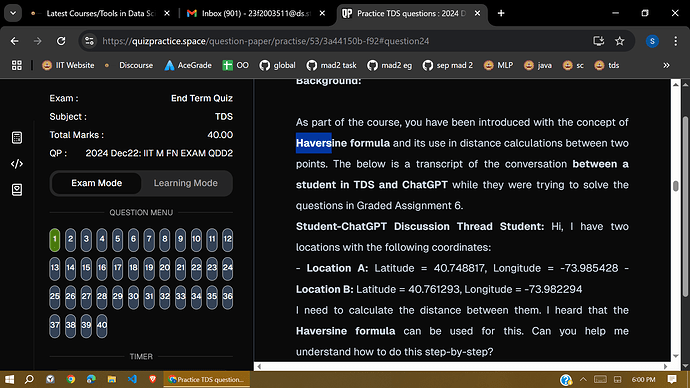 Latest Courses/Tools in Data Sc
Inbox (901) - 23f2003511@ds.s
Practice TDS questions : 2024 D
https://quizpractice.space/question-paper/practise/53/3a44150b-f92#question24
IIT Website
Discourse
AceGrade
OO
global
mad2 task
mad2 eg
sep mad 2
MLP
java
sc
tds
Exam : End Term Quiz
Subject : TDS
Total Marks : 40.00
QP : 2024 Dec22: IIT M FN EXAM QDD2
Exam Mode Learning Mode
QUESTION MENU
1 2 3 4 5 6 7 8 9 10 11 12
13 14 15 16 17 18 19 20 21 22 23 24
25 26 27 28 29 30 31 32 33 34 35 36
37 38 39 40
TIMER
Background:
As part of the course, you have been introduced with the concept of
Haversine formula and its use in distance calculations between two
points. The below is a transcript of the conversation between a
student in TDS and ChatGPT while they were trying to solve the
questions in Graded Assignment 6.
Student-ChatGPT Discussion Thread Student: Hi, I have two
locations with the following coordinates:
- Location A: Latitude = 40.748817, Longitude = -73.985428 -
Location B: Latitude = 40.761293, Longitude = -73.982294
I need to calculate the distance between them. I heard that the
Haversine formula can be used for this. Can you help me
understand how to do this step-by-step?
Practice TDS question...
6:00 PM